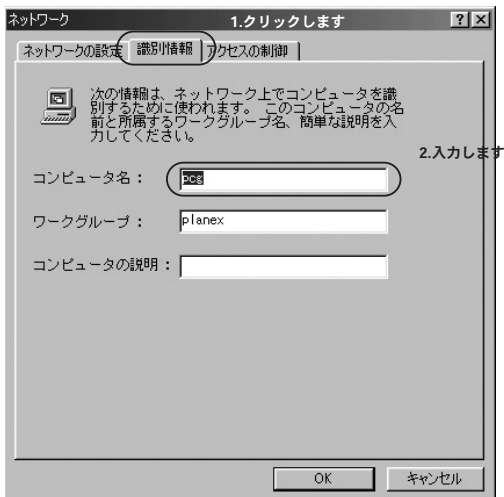 ネットワーク
1.クリックします
ネットワークの設定 識別情報 アクセスの制御
次の情報は、ネットワーク上でコンピュータを識
別するために使われます。 このコンピュータの名
前と所属するワークグループ名、簡単な説明を入
力してください。
2.入力します
コンピュータ名： pcg
ワークグループ： planex
コンピュータの説明：
OK キャンセル